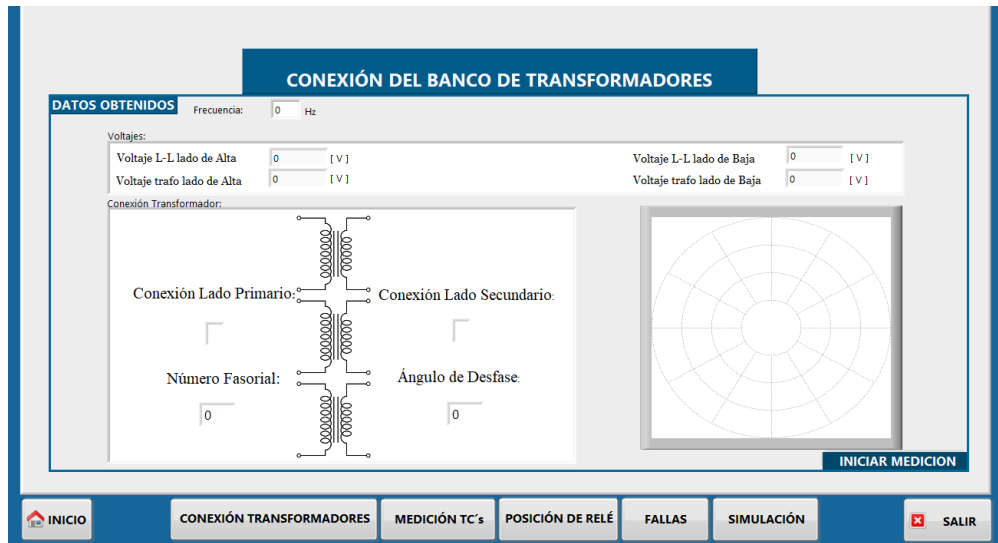 CONEXIÓN DEL BANCO DE TRANSFORMADORES
DATOS OBTENIDOS
Frecuencia: 0 Hz
Voltajes:
Voltaje L-L lado de Alta 0 [ V ]
Voltaje L-L lado de Baja 0 [ V ]
Voltaje trafo lado de Alta 0 [ V ]
Voltaje trafo lado de Baja 0 [ V ]
Conexión Transformador:
Conexión Lado Primario:
Conexión Lado Secundario:
Número Fasorial:
Ángulo de Desfase:
0
0
INICIAR MEDICION
INICIO
CONEXIÓN TRANSFORMADORES
MEDICIÓN TC´s
POSICIÓN DE RELÉ
FALLAS
SIMULACIÓN
SALIR